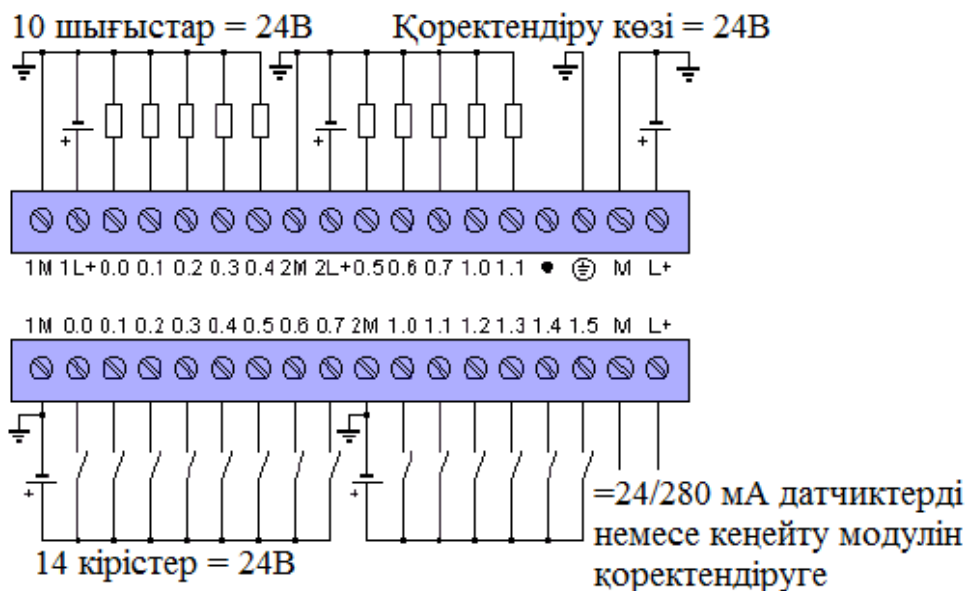 10 шығыстар = 24В Қоректендіру көзі = 24В
+ + +
1M 1L+ 0.0 0.1 0.2 0.3 0.4 2M 2L+ 0.5 0.6 0.7 1.0 1.1 ● M L+
1M 0.0 0.1 0.2 0.3 0.4 0.5 0.6 0.7 2M 1.0 1.1 1.2 1.3 1.4 1.5 M L+
+ +
=24/280 мА датчиктерді
немесе кеңейту модулін
қоректендіруге
14 кірістер = 24В